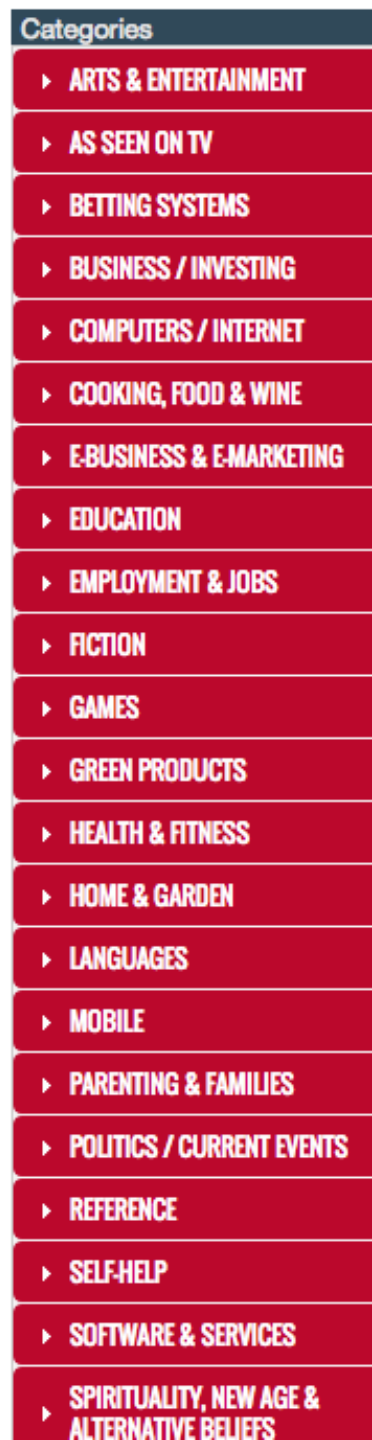 Categories
ARTS & ENTERTAINMENT
AS SEEN ON TV
BETTING SYSTEMS
BUSINESS / INVESTING
COMPUTERS / INTERNET
COOKING, FOOD & WINE
E-BUSINESS & E-MARKETING
EDUCATION
EMPLOYMENT & JOBS
FICTION
GAMES
GREEN PRODUCTS
HEALTH & FITNESS
HOME & GARDEN
LANGUAGES
MOBILE
PARENTING & FAMILIES
POLITICS / CURRENT EVENTS
REFERENCE
SELF-HELP
SOFTWARE & SERVICES
SPIRITUALITY, NEW AGE &
ALTERNATIVE BELIEFS